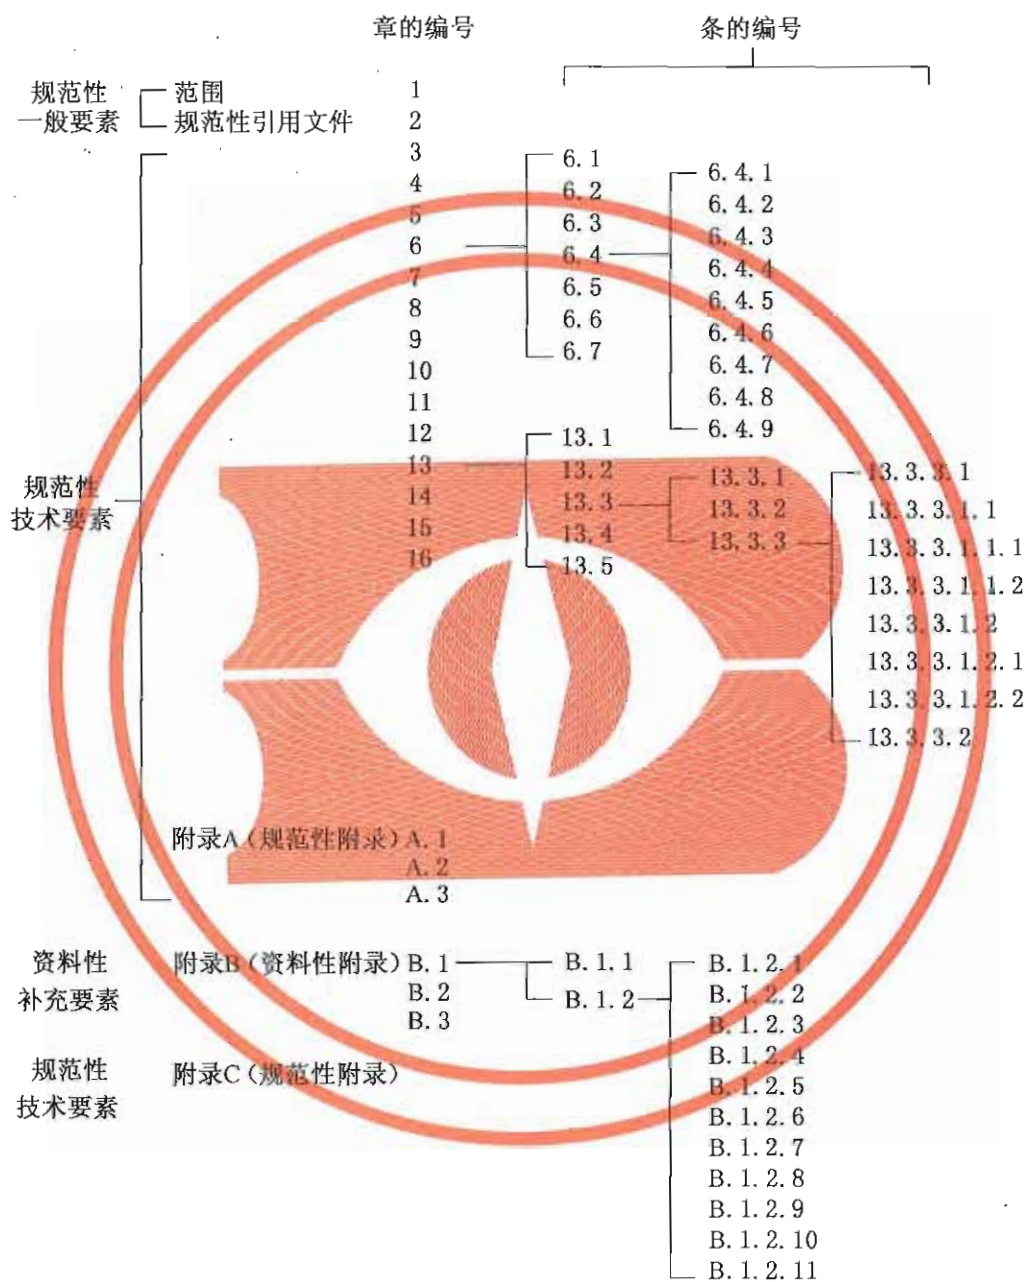 章的编号 条的编号
规范性 范围 1
一般要素 规范性引用文件 2
3 6.1
4 6.2 6.4.1
5 6.3 6.4.2
6 6.4 6.4.3
7 6.5 6.4.4
8 6.6 6.4.5
9 6.7 6.4.6
10 6.4.7
11 6.4.8
12 13.1 6.4.9
13 13.2 13.3.1 13.3.3.1
规范性 14 13.3 13.3.2 13.3.3.1.1
技术要素 15 13.4 13.3.3 13.3.3.1.1.1
16 13.5 13.3.3.1.1.2
13.3.3.1.2
13.3.3.1.2.1
13.3.3.1.2.2
13.3.3.2
附录A(规范性附录)A.1
A.2
A.3
资料性 附录B(资料性附录)B.1 B.1.1 B.1.2.1
补充要素 B.2 B.1.2 B.1.2.2
B.3 B.1.2.3
规范性 附录C(规范性附录) B.1.2.4
技术要素 B.1.2.5
B.1.2.6
B.1.2.7
B.1.2.8
B.1.2.9
B.1.2.10
B.1.2.11